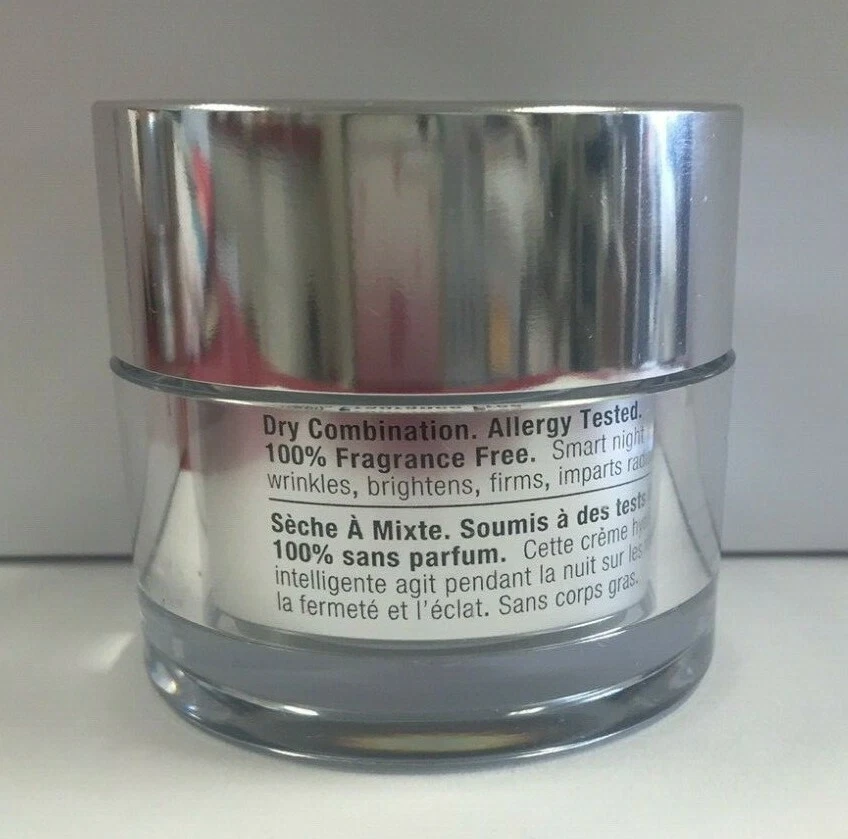 Dry Combination. Allergy Tested.
100% Fragrance Free. Smart night
wrinkles, brightens, firms, imparts
Sèche À Mixte. Soumis à des tests
100% sans parfum. Cette crème
intelligente agit pendant la nuit sur les
la fermeté et l'éclat. Sans corps gras.